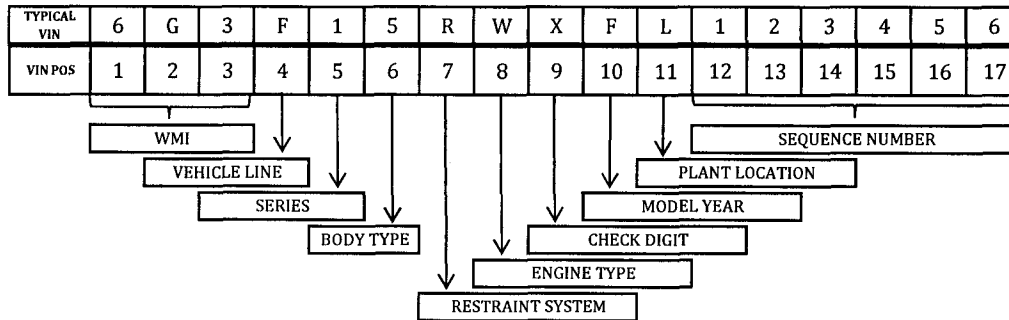 TYPICAL VIN 6 G 3 F 1 5 R W X F L 1 2 3 4 5 6
VIN POS 1 2 3 4 5 6 7 8 9 10 11 12 13 14 15 16 17
WMI SEQUENCE NUMBER
VEHICLE LINE PLANT LOCATION
SERIES MODEL YEAR
BODY TYPE CHECK DIGIT
ENGINE TYPE
RESTRAINT SYSTEM